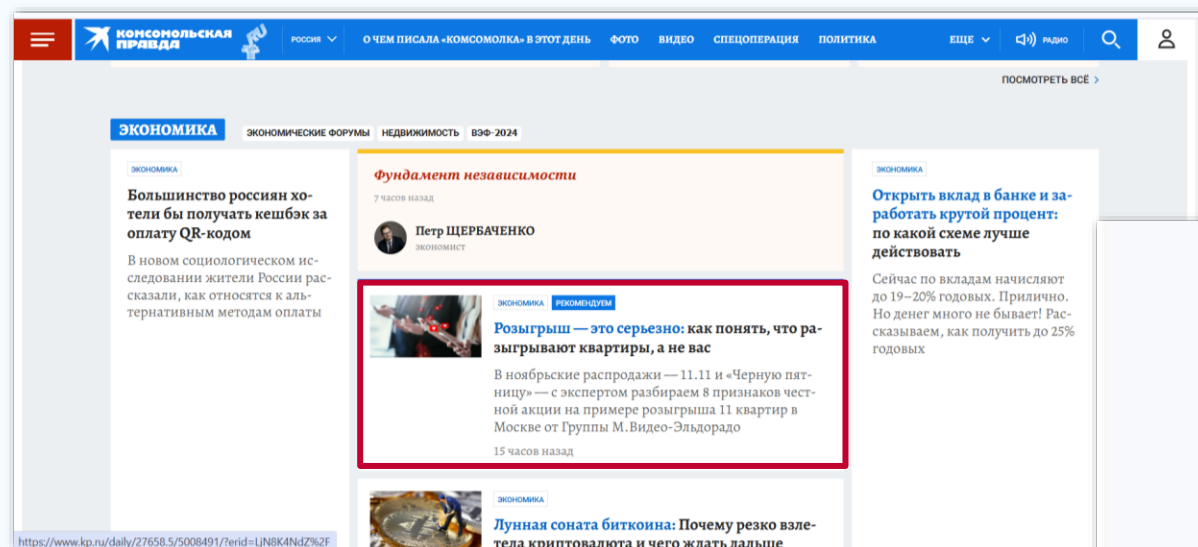 КОМСОМОЛЬСКАЯ
ПРАВДА
РОССИЯ
О ЧЕМ ПИСАЛА «КОМСОМОЛКА» В ЭТОТ ДЕНЬ
ФОТО
ВИДЕО
СПЕЦОПЕРАЦИЯ
ПОЛИТИКА
ЕЩЕ
РАДИО
ПОСМОТРЕТЬ ВСЁ
ЭКОНОМИКА
ЭКОНОМИЧЕСКИЕ ФОРУМЫ
НЕДВИЖИМОСТЬ
ВЭФ-2024
ЭКОНОМИКА
Большинство россиян хо-
тели бы получать кешбэк за
оплату QR-кодом
В новом социологическом ис-
следовании жители России рас-
сказали, как относятся к аль-
тернативным методам оплаты
Фундамент независимости
7 часов назад
Петр ЩЕРБАЧЕНКО
экономист
ЭКОНОМИКА
РЕКОМЕНДУЕМ
Розыгрыш — это серьезно: как понять, что ра-
зыгрывают квартиры, а не вас
В ноябрьские распродажи — 11.11 и «Черную пят-
ницу» — с экспертом разбираем 8 признаков чест-
ной акции на примере розыгрыша 11 квартир в
Москве от Группы М.Видео-Эльдорадо
15 часов назад
ЭКОНОМИКА
Лунная соната биткоина: Почему резко взле-
тела криптовалюта и чего ждать дальше
ЭКОНОМИКА
Открыть вклад в банке и за-
работать крутой процент:
по какой схеме лучше
действовать
Сейчас по вкладам начисляют
до 19–20% годовых. Прилично.
Но денег много не бывает! Рас-
сказываем, как получить до 25%
годовых
https://www.kp.ru/daily/27658.5/5008491/?erid=LjN8K4NdZ%2F